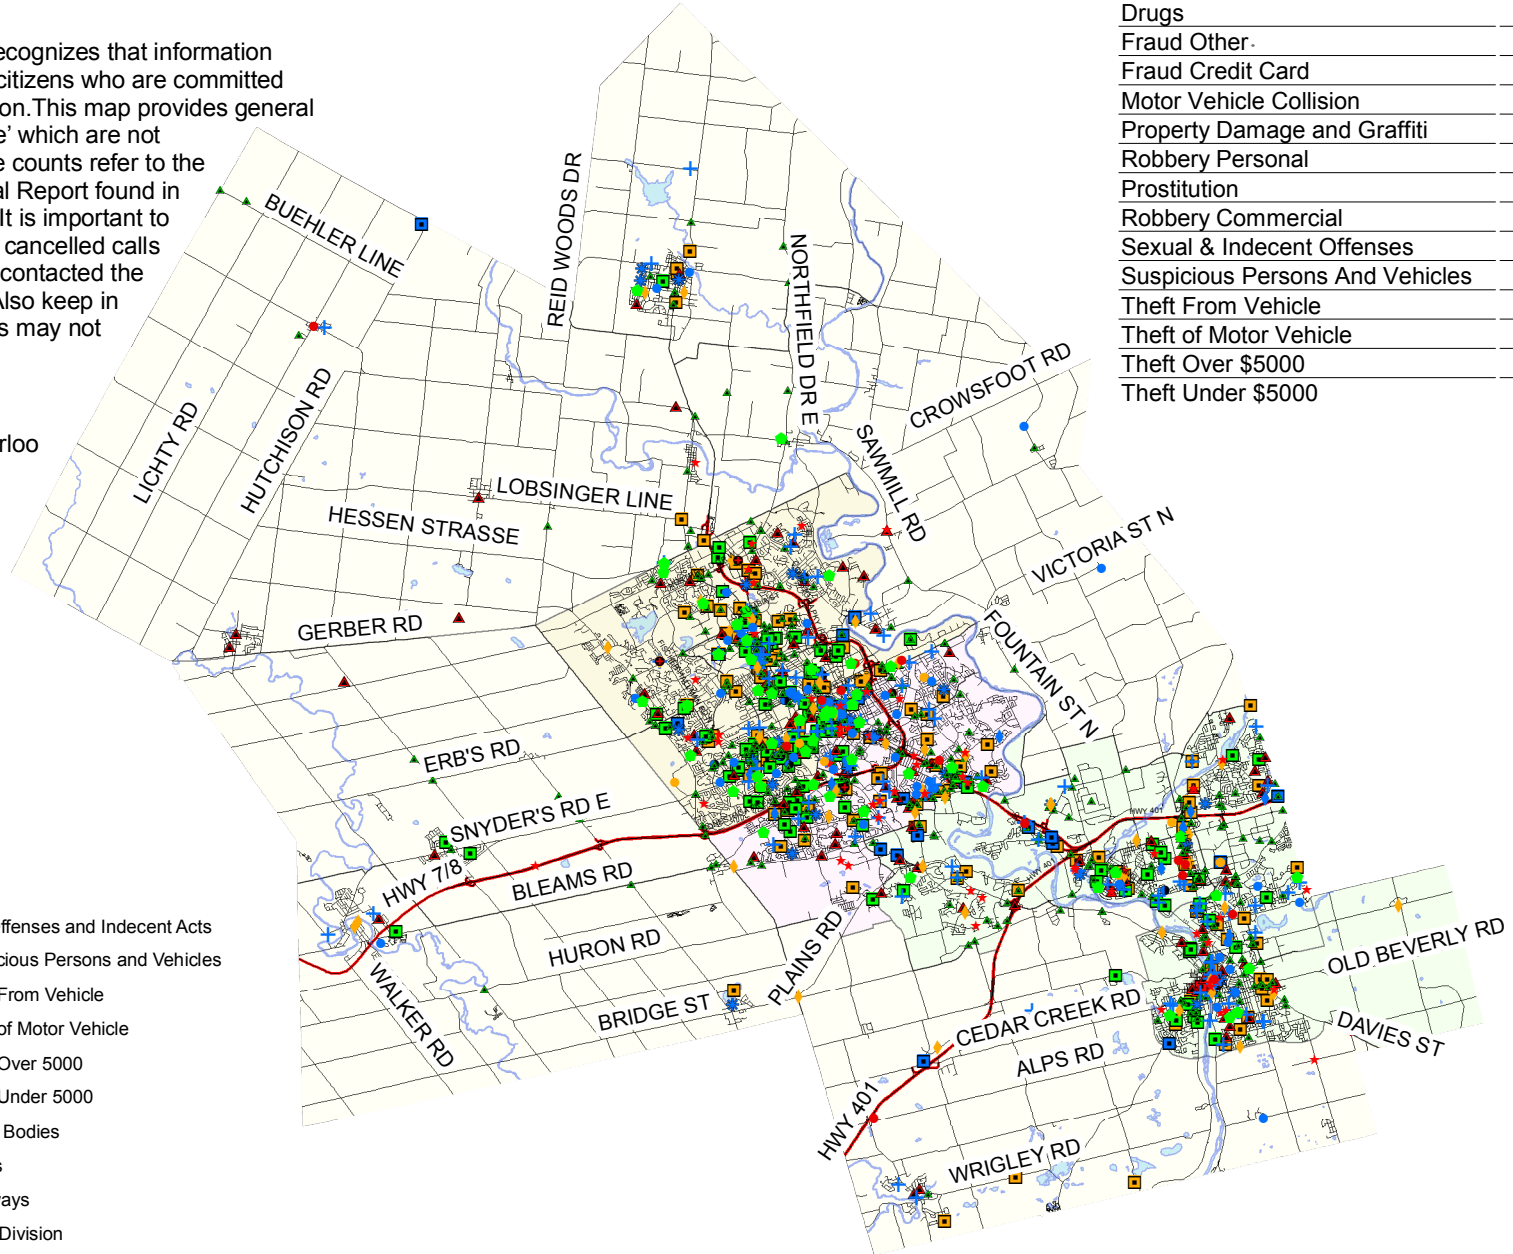 ecognizes that information
citizens who are committed
on.This map provides general
e' which are not
e counts refer to the
al Report found in
It is important to
cancelled calls
contacted the
Also keep in
s may not
rloo
Drugs
Fraud Other
Fraud Credit Card
Motor Vehicle Collision
Property Damage and Graffiti
Robbery Personal
Prostitution
Robbery Commercial
Sexual & Indecent Offenses
Suspicious Persons And Vehicles
Theft From Vehicle
Theft of Motor Vehicle
Theft Over $5000
Theft Under $5000
BUEHLER LINE
REID WOODS DR
NORTHFIELD DR E
CROWSFOOT RD
LICHTY RD
HUTCHISON RD
SAWMILL RD
LOBSINGER LINE
HESSEN STRASSE
VICTORIA ST N
GERBER RD
FOUNTAIN ST N
ERB'S RD
SNYDER'S RD E
HWY 401
HWY 7/8
BLEAMS RD
HWY 40
HURON RD
PLAINS RD
OLD BEVERLY RD
WALKER RD
BRIDGE ST
CEDAR CREEK RD
DAVIES ST
ALPS RD
HWY 401
WRIGLEY RD
ffenses and Indecent Acts
cious Persons and Vehicles
From Vehicle
of Motor Vehicle
Over 5000
Under 5000
Bodies
s
ways
Division